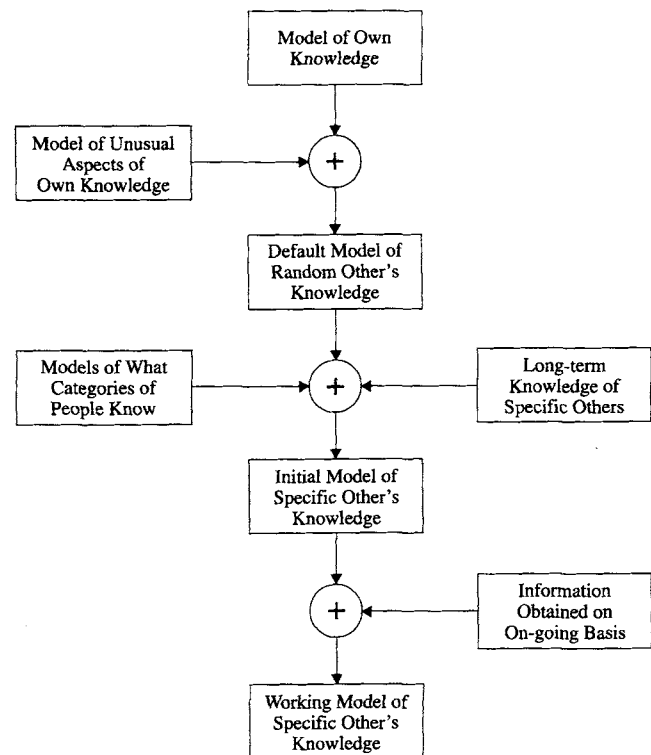 Model of Own
Knowledge
Model of Unusual
Aspects of
Own Knowledge
+
Default Model of
Random Other's
Knowledge
Models of What
Categories of
People Know
+
Long-term
Knowledge of
Specific Others
Initial Model of
Specific Other's
Knowledge
+
Information
Obtained on
On-going Basis
Working Model of
Specific Other's
Knowledge